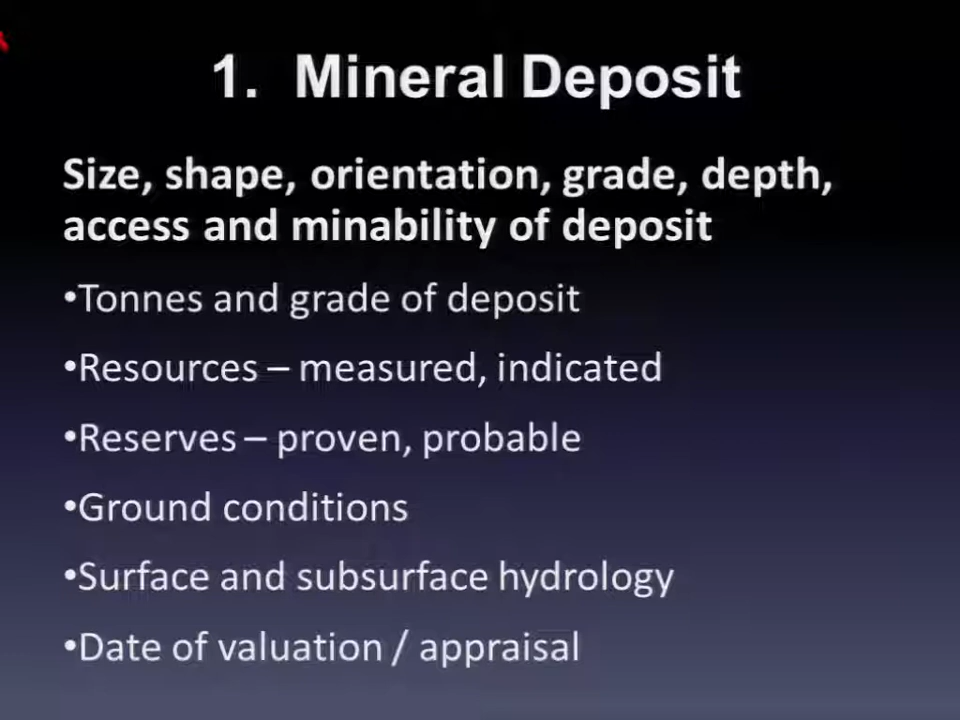 1. Mineral Deposit
Size, shape, orientation, grade, depth,
access and minability of deposit
•Tonnes and grade of deposit
•Resources – measured, indicated
•Reserves – proven, probable
•Ground conditions
•Surface and subsurface hydrology
•Date of valuation / appraisal